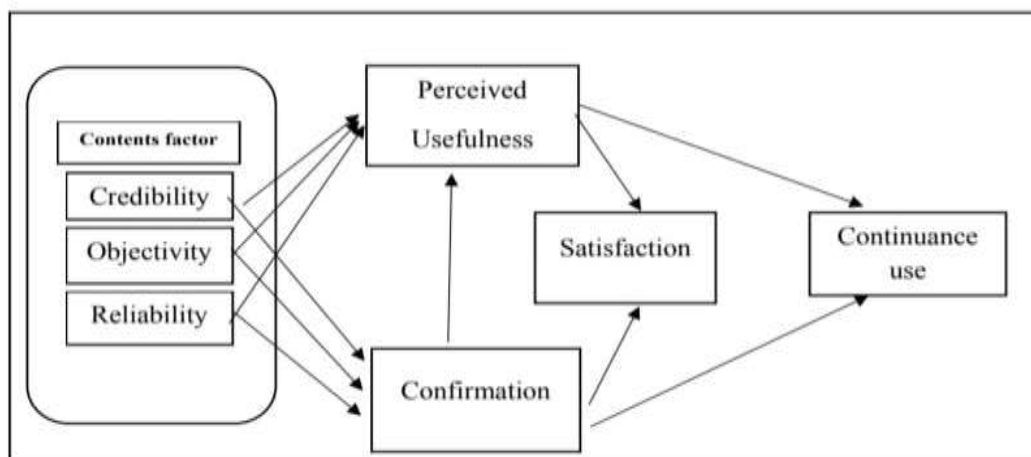 Contents factor
Credibility
Objectivity
Reliability
Perceived
Usefulness
Confirmation
Satisfaction
Continuance
use